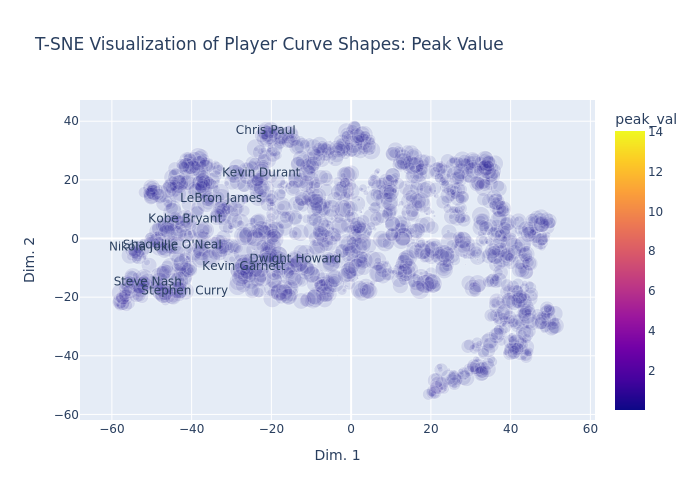 T-SNE Visualization of Player Curve Shapes: Peak Value
peak_val
14
12
10
8
6
4
2
40
20
0
−20
−40
−60
Dim. 2
Chris Paul
Kevin Durant
LeBron James
Kobe Bryant
Nikola Jokic
Shaquille O'Neal
Dwight Howard
Kevin Garnett
Steve Nash
Stephen Curry
−60
−40
−20
0
20
40
60
Dim. 1